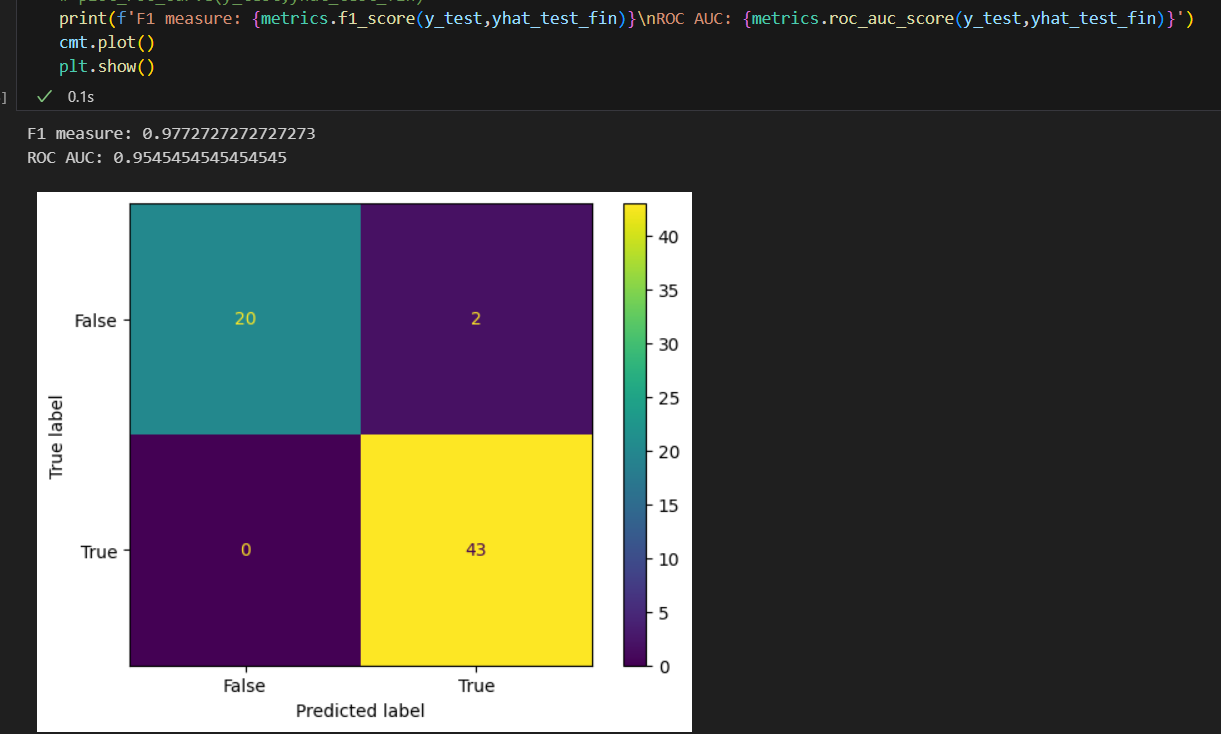 print(f'F1 measure: {metrics.f1_score(y_test,yhat_test_fin)}\nROC AUC: {metrics.roc_auc_score(y_test,yhat_test_fin)}')
cmt.plot()
plt.show()
] 0.1s
F1 measure: 0.9772727272727273
ROC AUC: 0.9545454545454545
40
35
30
25
20
15
10
5
0
False
20
2
True label
True
0
43
False
True
Predicted label